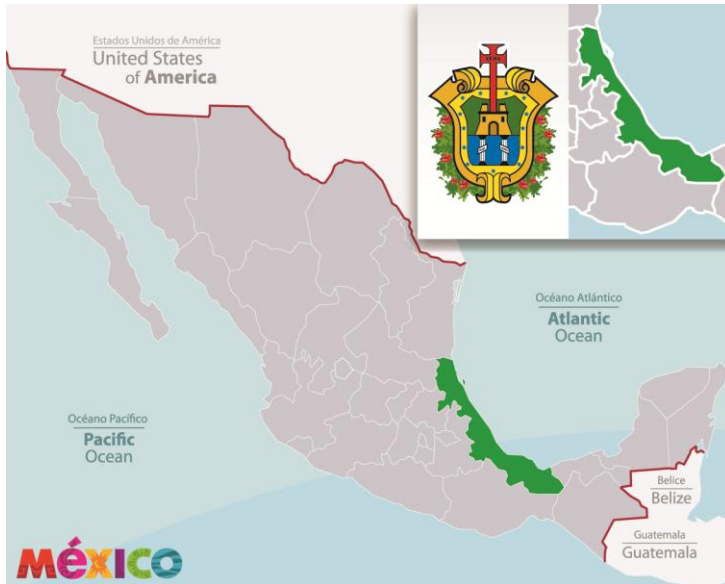 Estados Unidos de América
United States
of America
VERA
Océano Atlántico
Atlantic
Ocean
Océano Pacífico
Pacific
Ocean
Belice
Belize
Guatemala
Guatemala
MéXICO